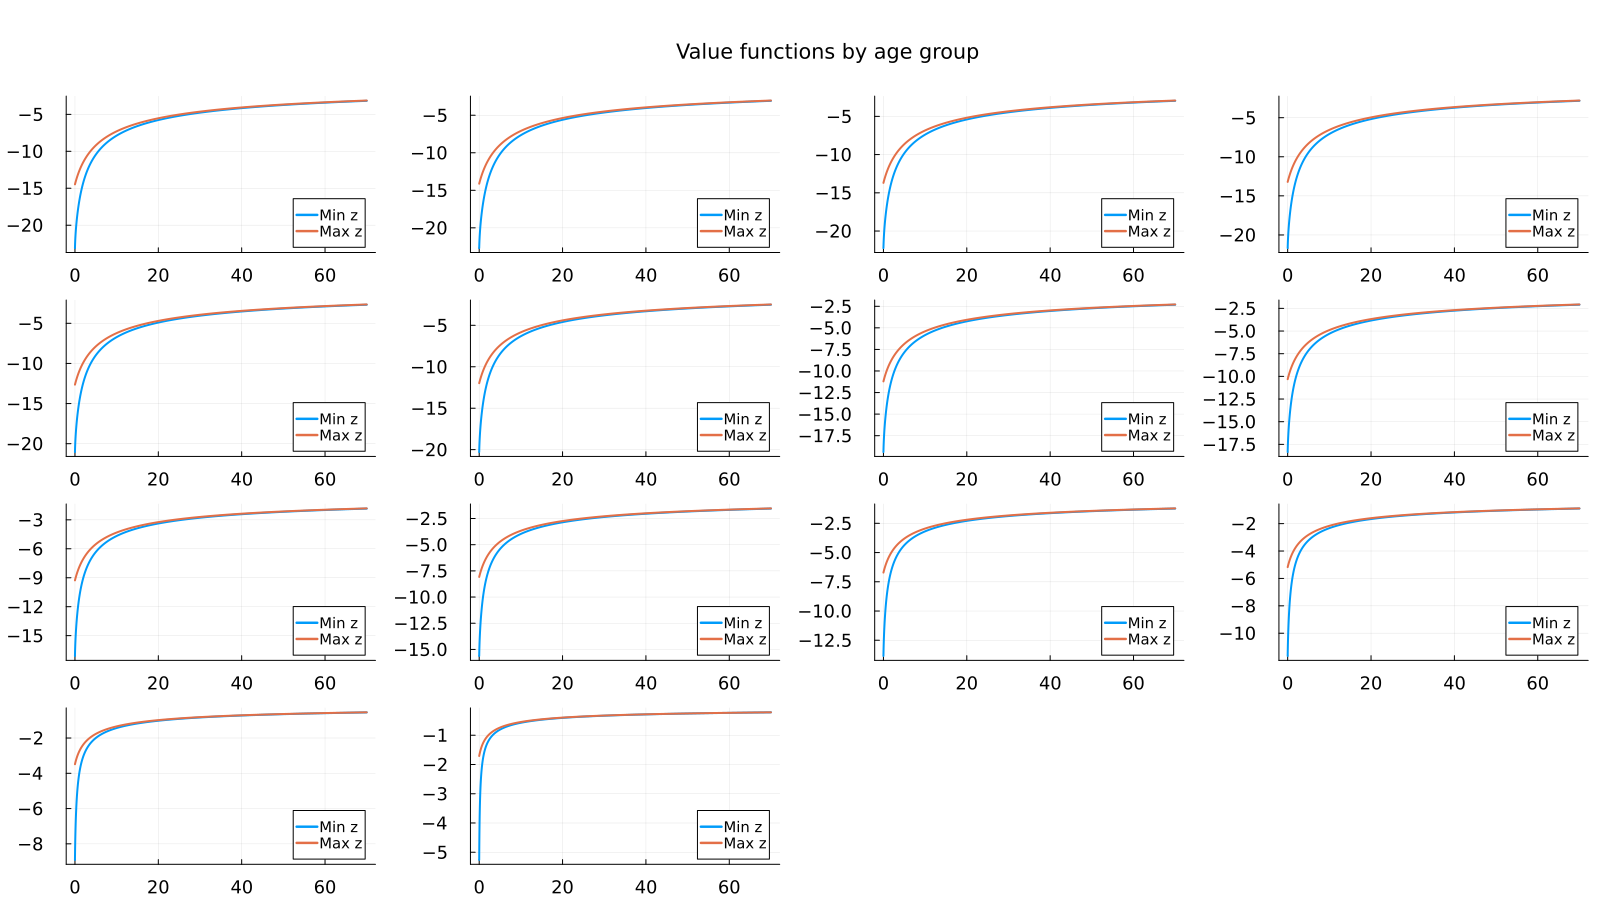 Value functions by age group
−5 −5 −5 −5
−10 −10 −10 −10
−15 −15 −15 −15
−20 −20 −20 −20
Min z Min z Min z Min z
Max z Max z Max z Max z
0 20 40 60 0 20 40 60 0 20 40 60 0 20 40 60
−5 −5 −2.5 −2.5
−10 −10 −5.0 −5.0
−15 −15 −7.5 −7.5
−20 −20 −10.0 −10.0
−12.5 −12.5
−15.0 −15.0
−17.5 −17.5
Min z Min z Min z Min z
Max z Max z Max z Max z
0 20 40 60 0 20 40 60 0 20 40 60 0 20 40 60
−3 −2.5 −2.5 −2
−6 −5.0 −5.0 −4
−9 −7.5 −7.5 −6
−12 −10.0 −10.0 −8
−15 −12.5 −12.5 −10
−15.0
Min z Min z Min z Min z
Max z Max z Max z Max z
0 20 40 60 0 20 40 60 0 20 40 60 0 20 40 60
−2 −1
−4 −2
−6 −3
−8 −4
−5
Min z Min z
Max z Max z
0 20 40 60 0 20 40 60